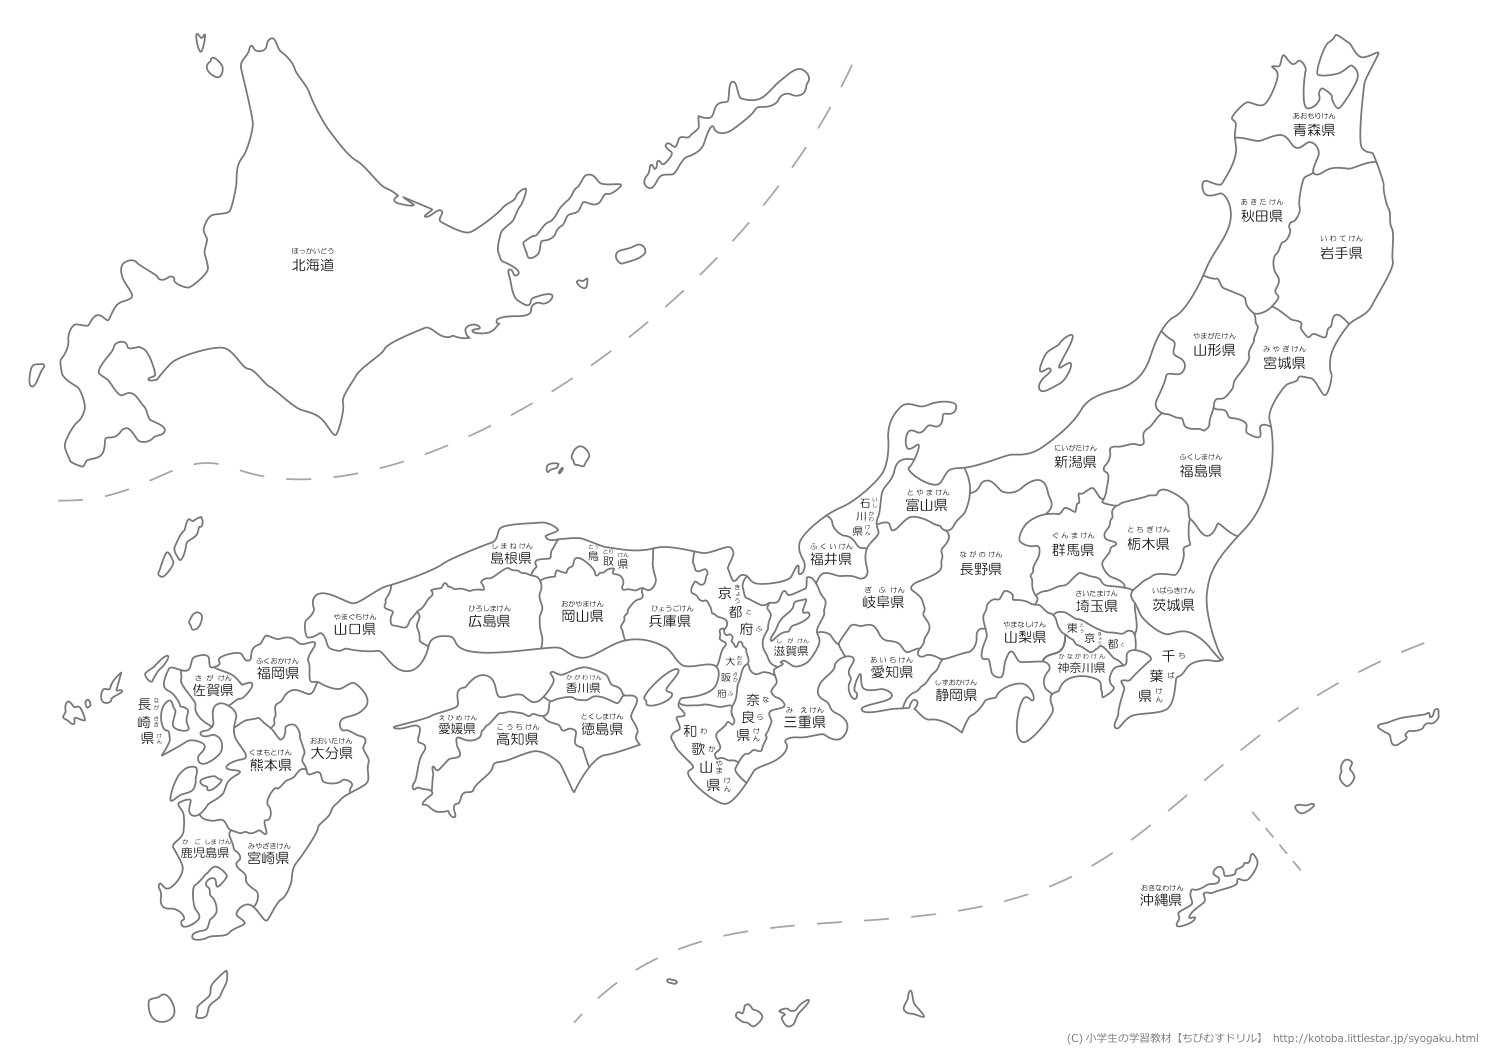 あおもりけん
青森県
あきたけん
秋田県
いわてけん
岩手県
ほっかいどう
北海道
やまがたけん
山形県
みやぎけん
宮城県
にいがたけん
新潟県
ふくしまけん
福島県
とやまけん
富山県
いしかわけん
石川県
ふくいけん
福井県
ながのけん
長野県
ぐんまけん
群馬県
とちぎけん
栃木県
いばらきけん
茨城県
さいたまけん
埼玉県
とうきょうと
東京都
かながわけん
神奈川県
ちばけん
千葉県
やまなしけん
山梨県
ぎふけん
岐阜県
しずおかけん
静岡県
あいちけん
愛知県
みえけん
三重県
しがけん
滋賀県
きょうとふ
京都府
おおさかふ
大阪府
ならけん
奈良県
わかやまけん
和歌山県
ひょうごけん
兵庫県
とっとりけん
鳥取県
おかやまけん
岡山県
しまねけん
島根県
ひろしまけん
広島県
やまぐちけん
山口県
かがわけん
香川県
とくしまけん
徳島県
えひめけん
愛媛県
こうちけん
高知県
ふくおかけん
福岡県
さがけん
佐賀県
ながさきけん
長崎県
おおいたけん
大分県
くまもとけん
熊本県
みやざきけん
宮崎県
かごしまけん
鹿児島県
おきなわけん
沖縄県
(C) 小学生の学習教材【ちびむすドリル】 http://kotoba.littlestar.jp/syogaku.html